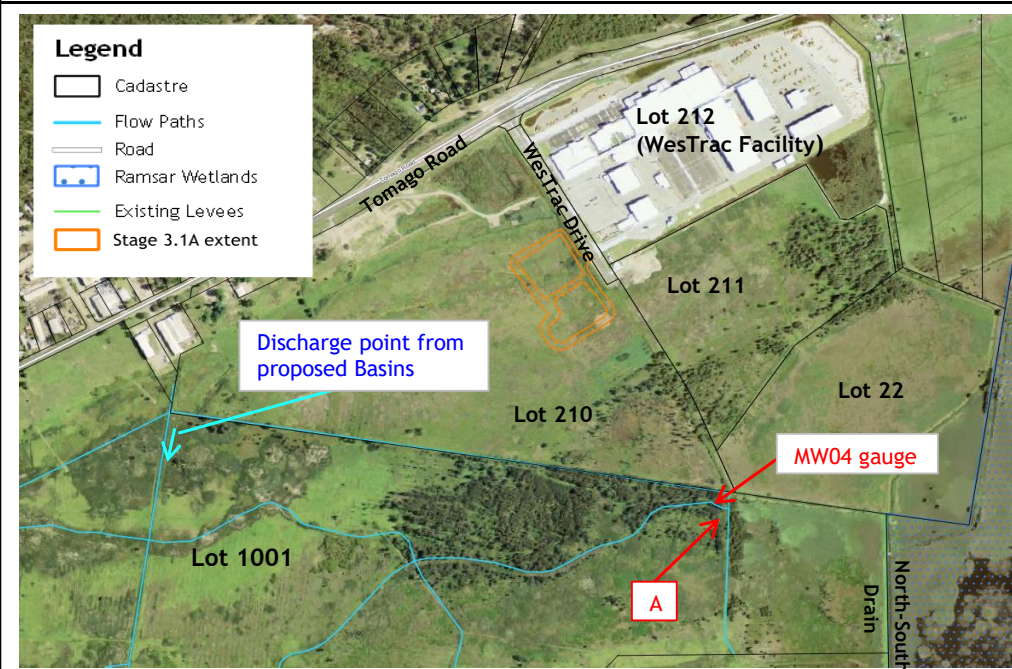 Legend
Cadastre
Flow Paths
Road
Ramsar Wetlands
Existing Levees
Stage 3.1A extent
Lot 212
(WesTrac Facility)
Tomago Road
WesTrac Drive
Lot 211
Discharge point from
proposed Basins
Lot 22
Lot 210
MW04 gauge
Lot 1001
A
North-South
Drain